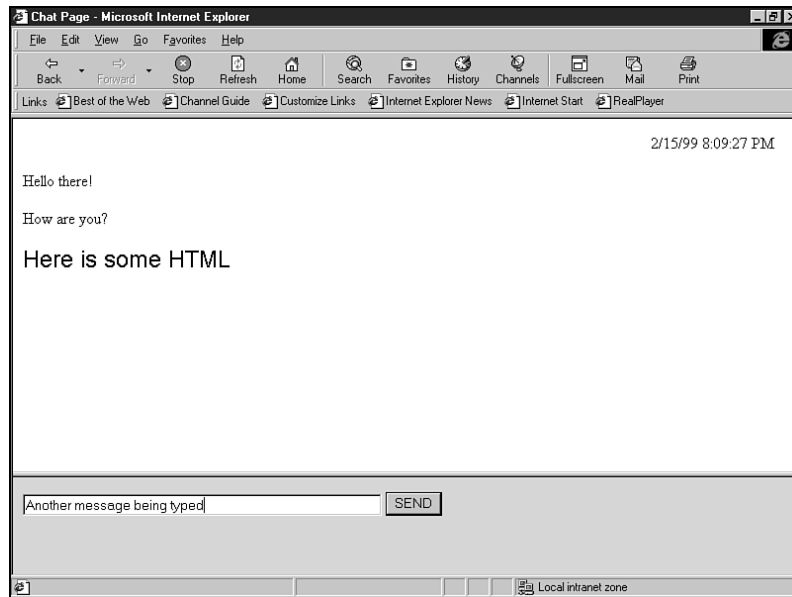 Chat Page - Microsoft Internet Explorer
File Edit View Go Favorites Help
Back Forward Stop Refresh Home Search Favorites History Channels Fullscreen Mail Print
Links Best of the Web Channel Guide Customize Links Internet Explorer News Internet Start RealPlayer
2/15/99 8:09:27 PM
Hello there!
How are you?
Here is some HTML
Another message being typed SEND
Local intranet zone